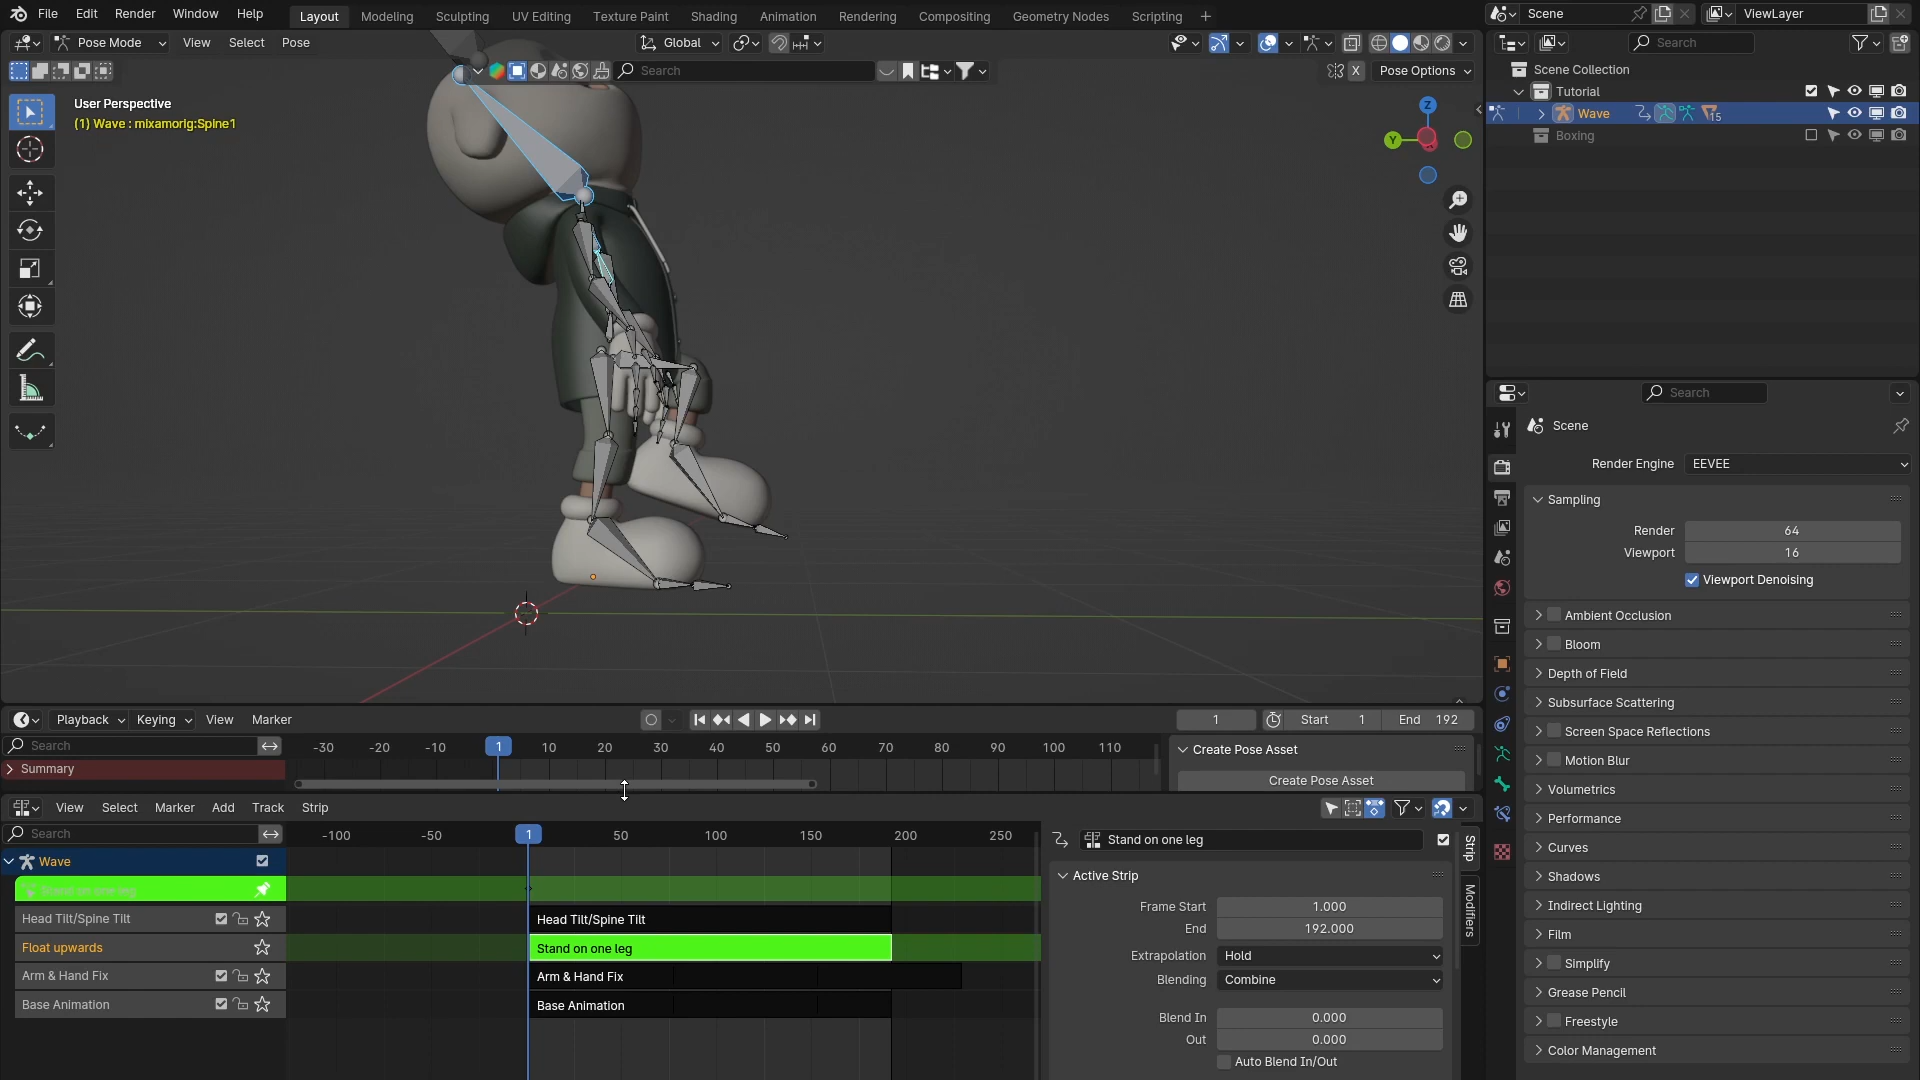 File Edit Render Window Help Layout Modeling Sculpting UV Editing Texture Paint Shading Animation Rendering Compositing Geometry Nodes Scripting + Scene ViewLayer
Pose Mode View Select Pose Global Search
Search X Pose Options
User Perspective
(1) Wave : mixamorig:Spine1
Z
Y
Scene Collection
Tutorial
Wave 15
Boxing
Search
Scene
Render Engine EEVEE
Sampling
Render 64
Viewport 16
Viewport Denoising
Ambient Occlusion
Bloom
Depth of Field
Subsurface Scattering
Screen Space Reflections
Motion Blur
Volumetrics
Performance
Curves
Shadows
Indirect Lighting
Film
Simplify
Grease Pencil
Freestyle
Color Management
Playback Keying View Marker 1 Start 1 End 192
Search -30 -20 -10 1 10 20 30 40 50 60 70 80 90 100 110 Create Pose Asset
Summary Create Pose Asset
View Select Marker Add Track Strip
Search -100 -50 1 50 100 150 200 250
Wave
Stand on one leg
Head Tilt/Spine Tilt Head Tilt/Spine Tilt
Float upwards Stand on one leg
Arm & Hand Fix Arm & Hand Fix
Base Animation Base Animation
Stand on one leg
Active Strip
Frame Start 1.000
End 192.000
Extrapolation Hold
Blending Combine
Blend In 0.000
Out 0.000
Auto Blend In/Out
Strip
Modifiers